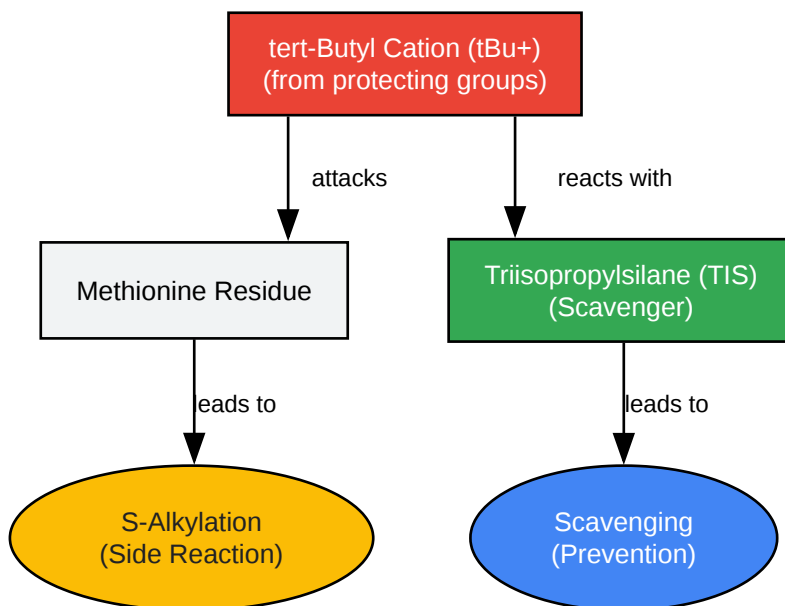 tert-Butyl Cation (tBu+)
(from protecting groups)
attacks
reacts with
Methionine Residue
Triisopropylsilane (TIS)
(Scavenger)
leads to
leads to
S-Alkylation
(Side Reaction)
Scavenging
(Prevention)